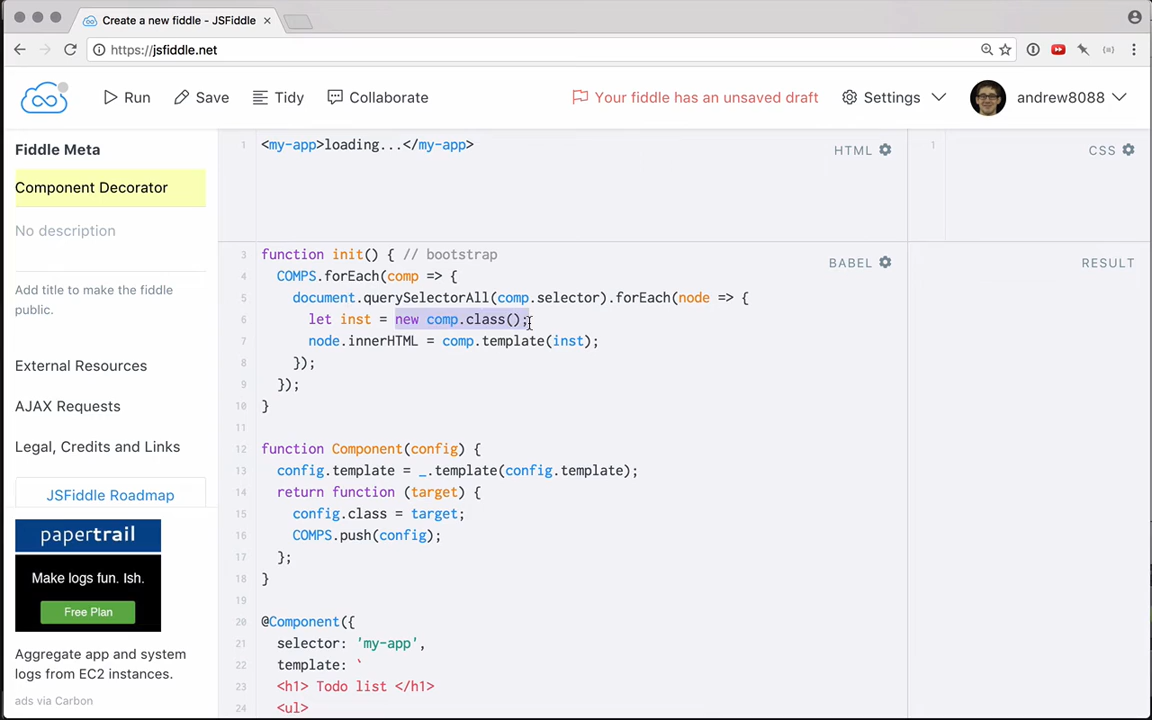 Create a new fiddle - JSFiddle
https://jsfiddle.net
Run
Save
Tidy
Collaborate
Your fiddle has an unsaved draft
Settings
andrew8088
Fiddle Meta
Component Decorator
No description
Add title to make the fiddle
public.
External Resources
AJAX Requests
Legal, Credits and Links
JSFiddle Roadmap
papertrail
Make logs fun. Ish.
Free Plan
Aggregate app and system
logs from EC2 instances.
ads via Carbon
1 <my-app>loading...</my-app>
HTML
1
CSS
3 function init() { // bootstrap
4 COMPS.forEach(comp => {
5 document.querySelectorAll(comp.selector).forEach(node => {
6 let inst = new comp.class();
7 node.innerHTML = comp.template(inst);
8 });
9 });
10 }
11
12 function Component(config) {
13 config.template = _.template(config.template);
14 return function (target) {
15 config.class = target;
16 COMPS.push(config);
17 };
18 }
19
20 @Component({
21 selector: 'my-app',
22 template: `
23 <h1> Todo list </h1>
24 <ul>
BABEL
RESULT